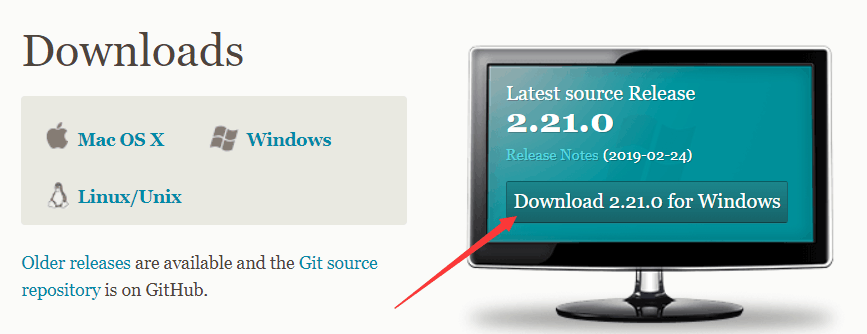 Downloads
Mac OS X
Windows
Linux/Unix
Older releases are available and the Git source
repository is on GitHub.
Latest source Release
2.21.0
Release Notes (2019-02-24)
Download 2.21.0 for Windows